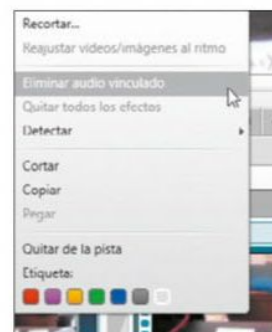 Recortar...
Reajustar vídeos/imágenes al ritmo
Eliminar audio vinculado
Quitar todos los efectos
Detectar
Cortar
Copiar
Pegar
Quitar de la pista
Etiqueta: